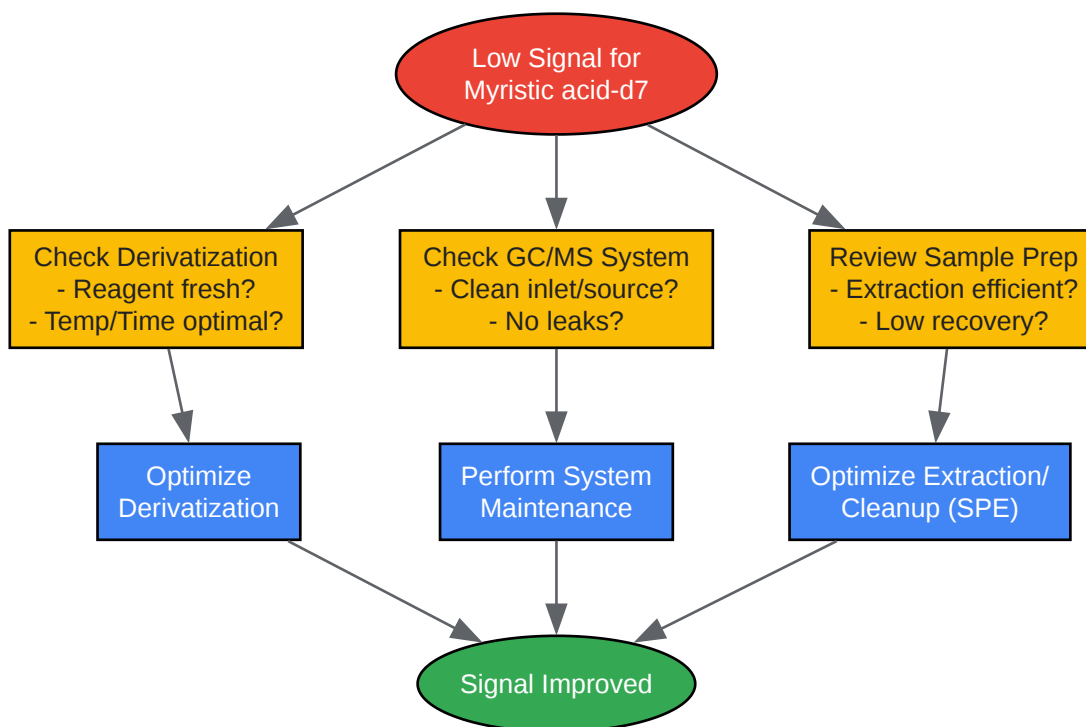 Low Signal for
Myristic acid-d7
Check Derivatization
- Reagent fresh?
- Temp/Time optimal?
Check GC/MS System
- Clean inlet/source?
- No leaks?
Review Sample Prep
- Extraction efficient?
- Low recovery?
Optimize
Derivatization
Perform System
Maintenance
Optimize Extraction/
Cleanup (SPE)
Signal Improved